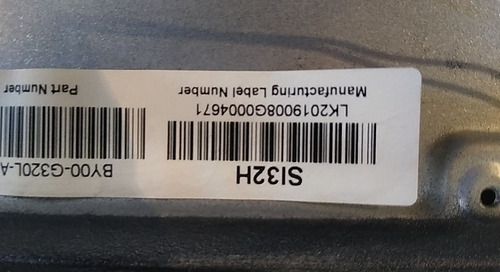 SI32H
BY00-G320L-A
LK2019008G0004671
Part Number
Manufacturing Label Number